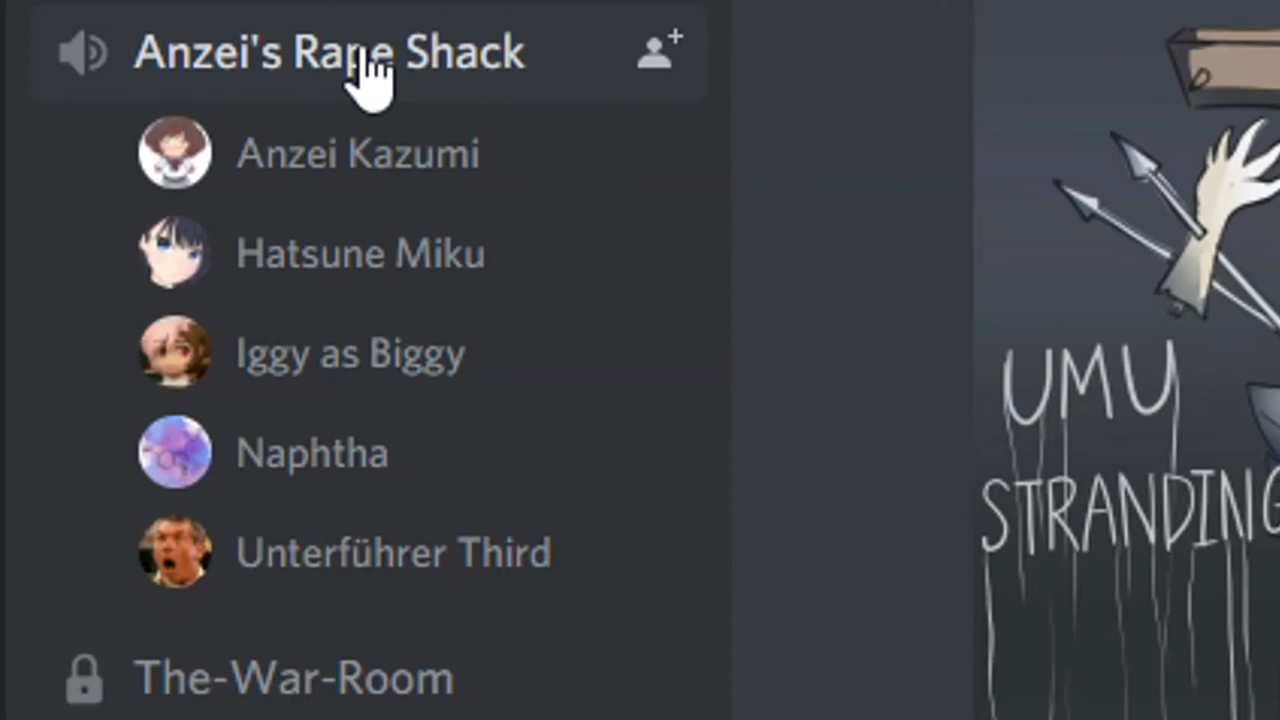 Anzei's Rape Shack
Anzei Kazumi
Hatsune Miku
Iggy as Biggy
Naphtha
Unterführer Third
The-War-Room
UMU
STRANDING